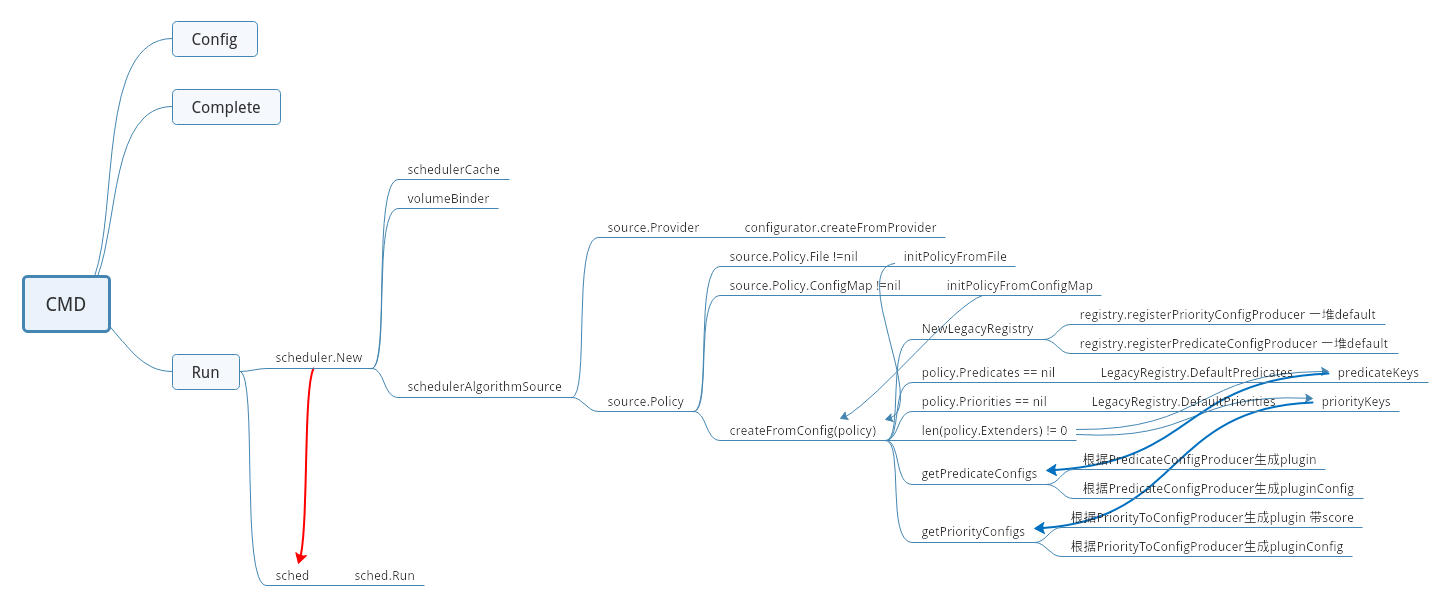 Config
Complete
CMD
Run
scheduler.New
schedulerCache
volumeBinder
schedulerAlgorithmSource
source.Provider
configurator.createFromProvider
source.Policy
source.Policy.File !=nil
initPolicyFromFile
source.Policy.ConfigMap !=nil
initPolicyFromConfigMap
createFromConfig(policy)
NewLegacyRegistry
registry.registerPriorityConfigProducer 一堆default
registry.registerPredicateConfigProducer 一堆default
policy.Predicates == nil
LegacyRegistry.DefaultPredicates
predicateKeys
policy.Priorities == nil
LegacyRegistry.DefaultPriorities
priorityKeys
len(policy.Extenders) != 0
getPredicateConfigs
根据PredicateConfigProducer生成plugin
根据PredicateConfigProducer生成pluginConfig
getPriorityConfigs
根据PriorityToConfigProducer生成plugin 带score
根据PriorityToConfigProducer生成pluginConfig
sched
sched.Run